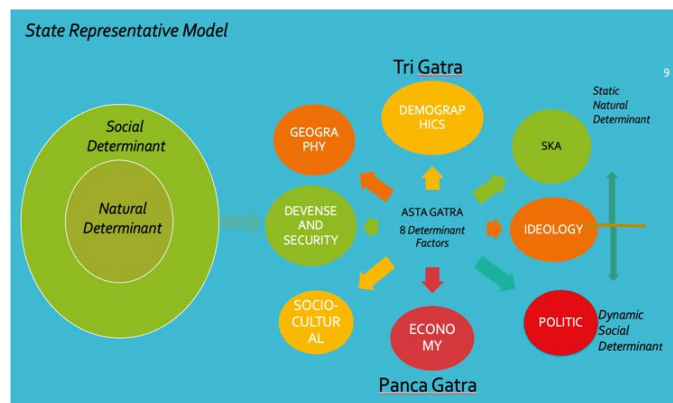 State Representative Model
9
Tri Gatra
Social
Determinant
Natural
Determinant
GEOGRA
PHY
DEMOGRAP
HICS
SKA
Static
Natural
Determinant
DEVENSE
AND
SECURITY
ASTA GATRA
8 Determinant
Factors
IDEOLOGY
SOCIO-
CULTUR
AL
ECONO
MY
POLITIC
Dynamic
Social
Determinant
Panca Gatra